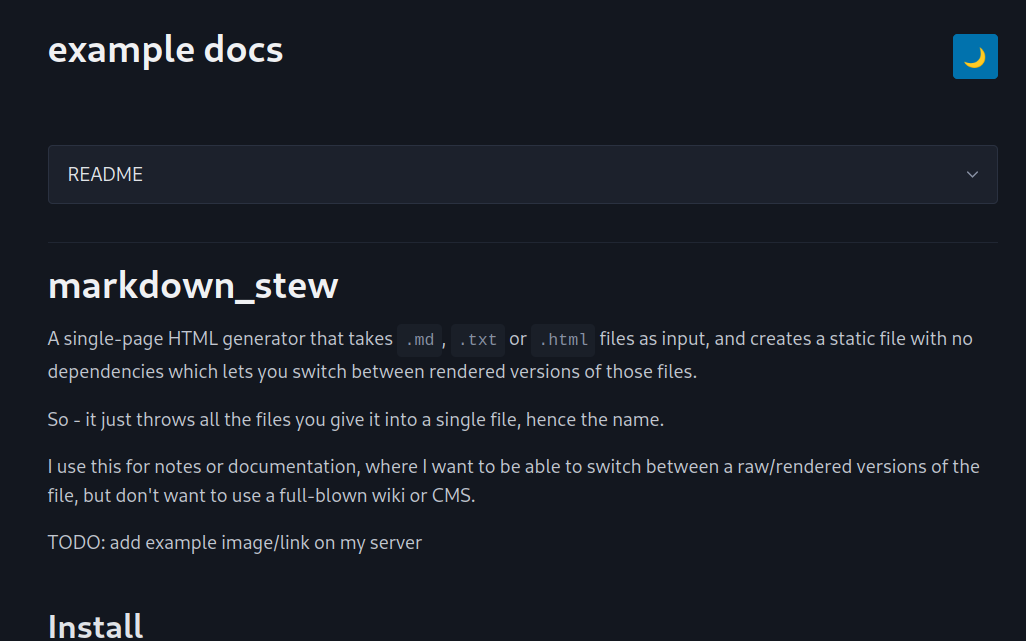 example docs
README
markdown_stew
A single-page HTML generator that takes .md, .txt or .html files as input, and creates a static file with no
dependencies which lets you switch between rendered versions of those files.
So - it just throws all the files you give it into a single file, hence the name.
I use this for notes or documentation, where I want to be able to switch between a raw/rendered versions of the
file, but don't want to use a full-blown wiki or CMS.
TODO: add example image/link on my server
Install